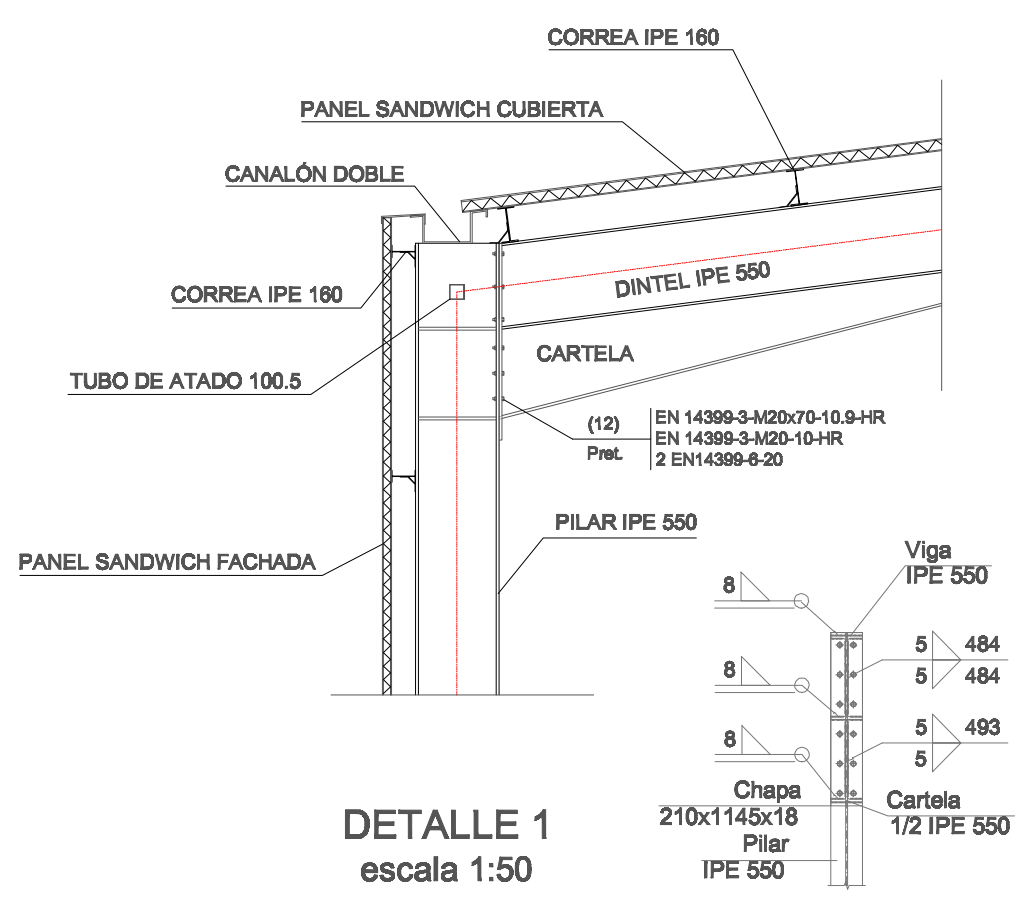 CORREA IPE 160
PANEL SANDWICH CUBIERTA
CANALÓN DOBLE
DINTEL IPE 550
CORREA IPE 160
CARTELA
TUBO DE ATADO 100.5
(12)
Pret.
EN 14399-3-M20x70-10.9-HR
EN 14399-3-M20-10-HR
2 EN14399-6-20
PILAR IPE 550
PANEL SANDWICH FACHADA
Viga
IPE 550
8
5 484
5 484
8
5 493
5
8
Chapa
210x1145x18
Cartela
1/2 IPE 550
Pilar
IPE 550
DETALLE 1
escala 1:50